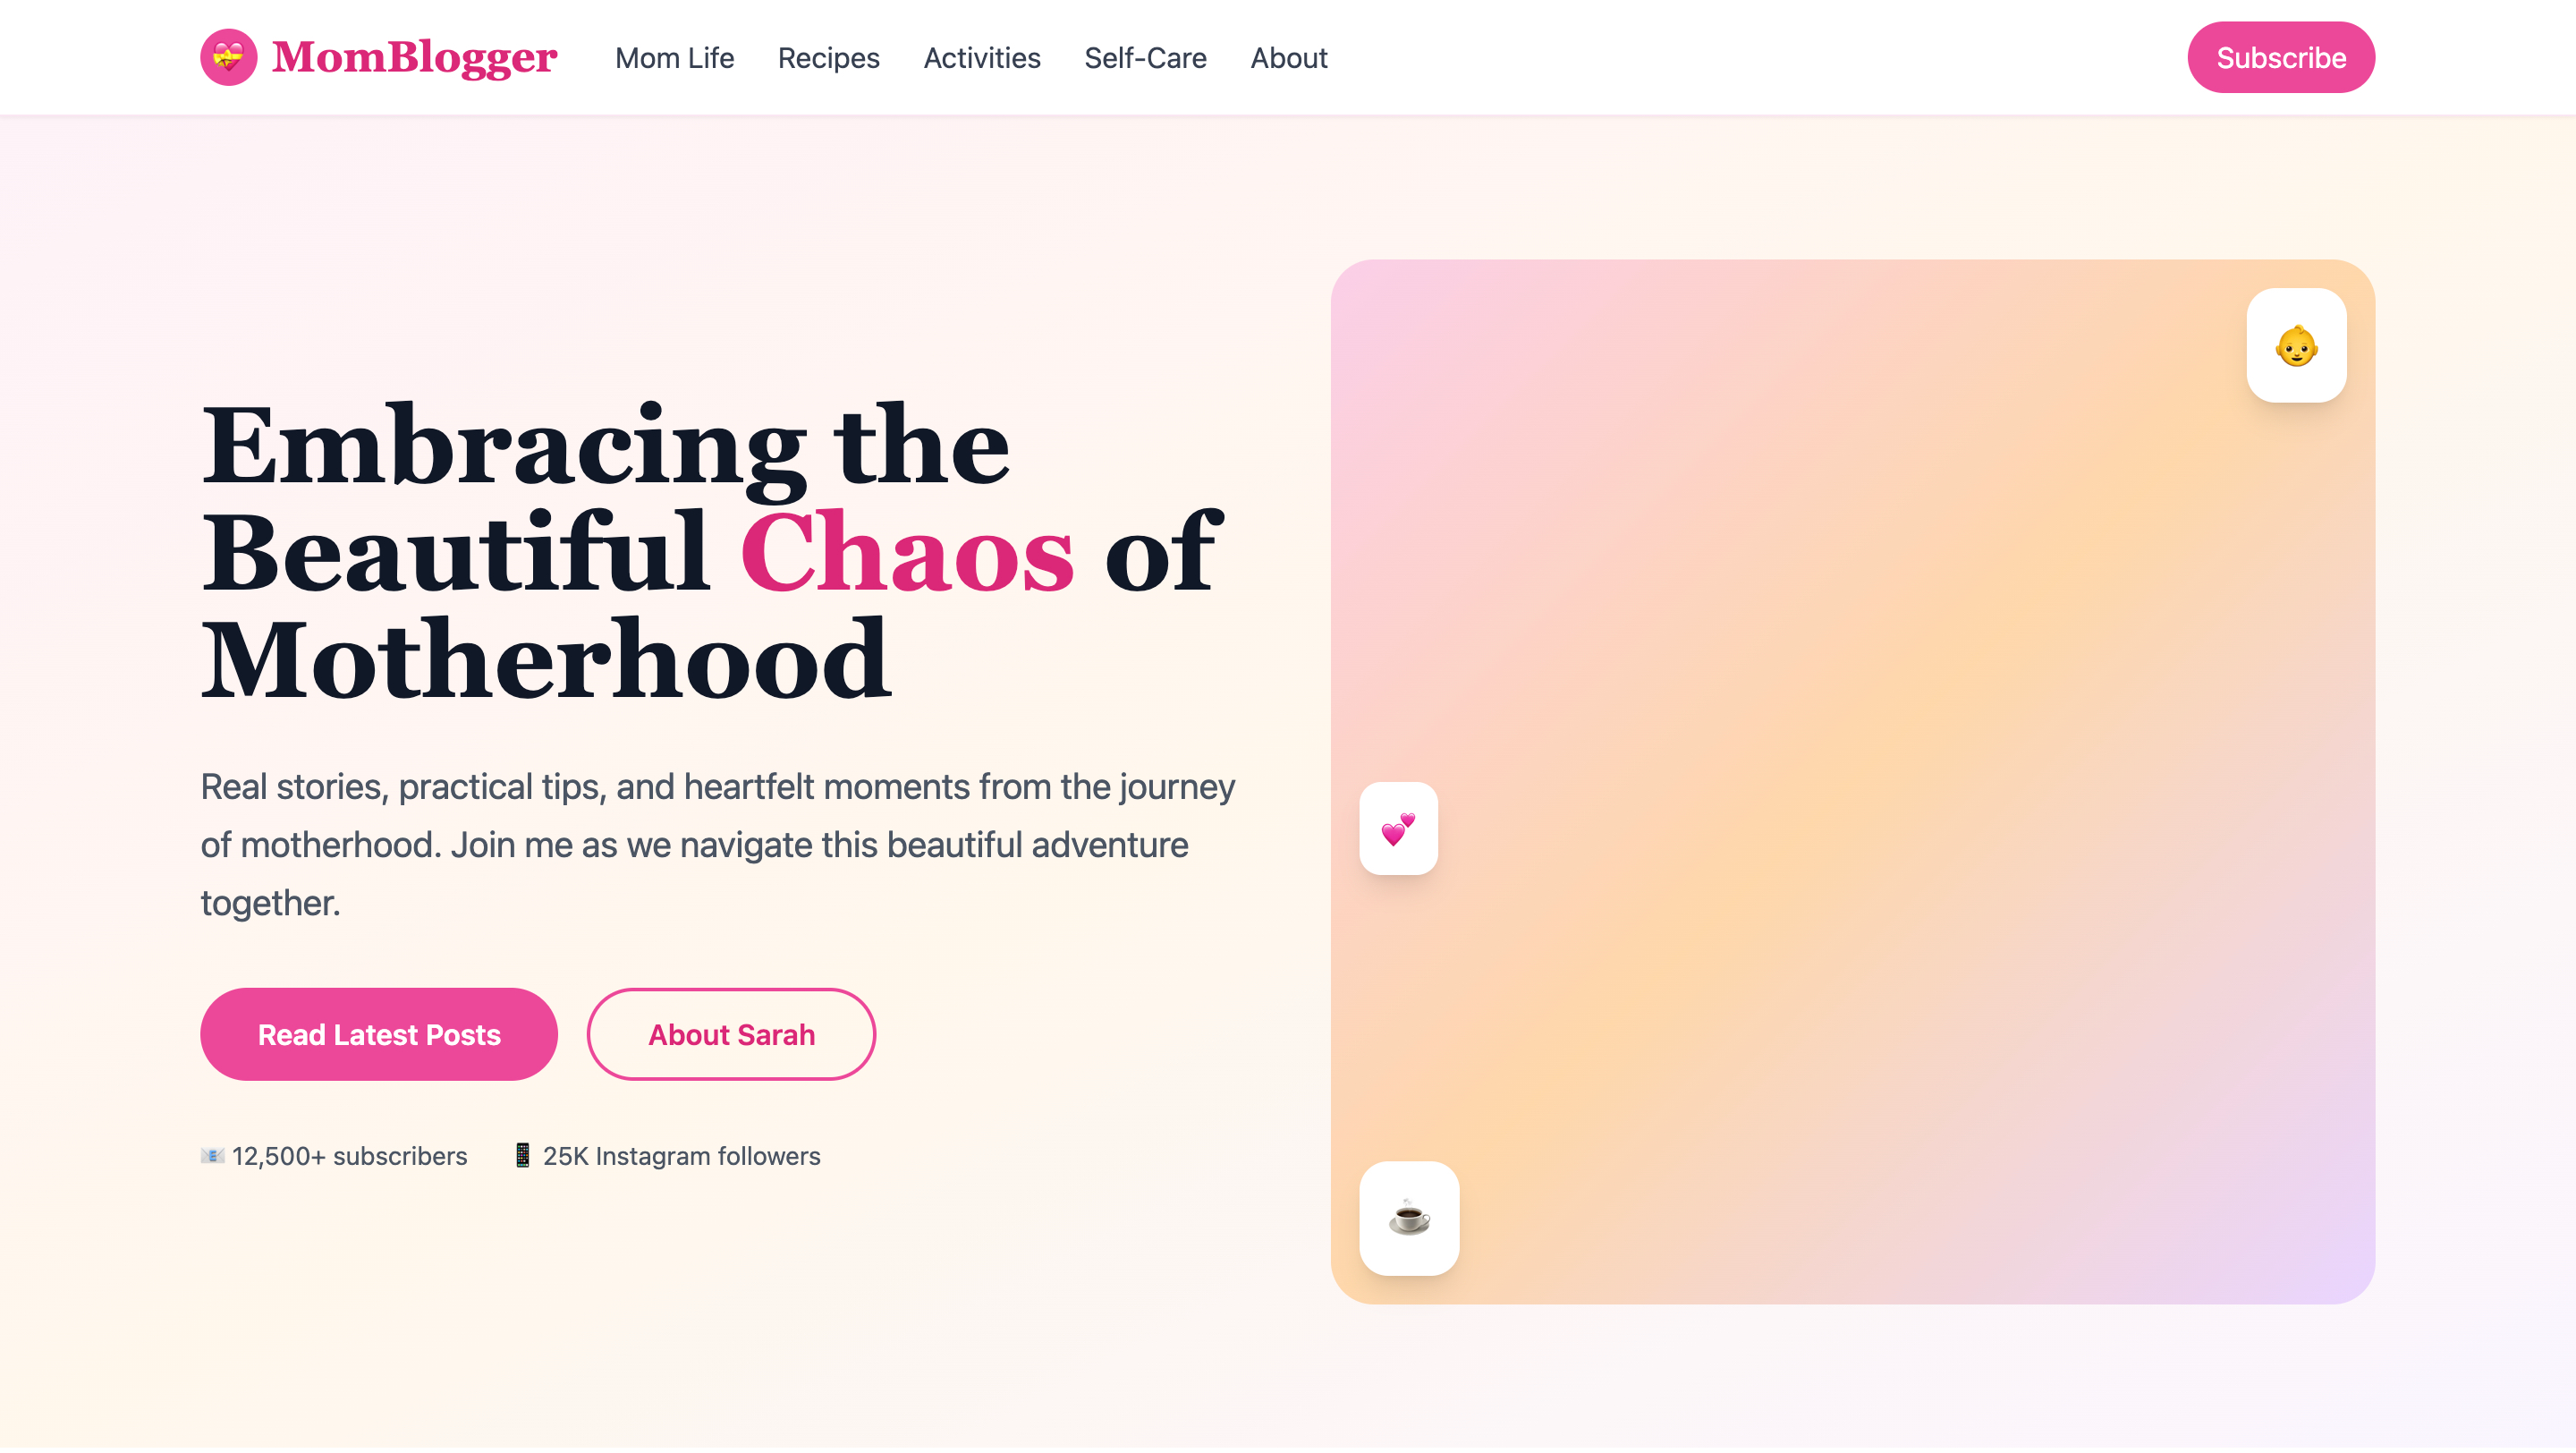 MomBlogger
Mom Life
Recipes
Activities
Self-Care
About
Subscribe
Embracing the
Beautiful Chaos of
Motherhood
Real stories, practical tips, and heartfelt moments from the journey
of motherhood. Join me as we navigate this beautiful adventure
together.
Read Latest Posts
About Sarah
12,500+ subscribers
25K Instagram followers